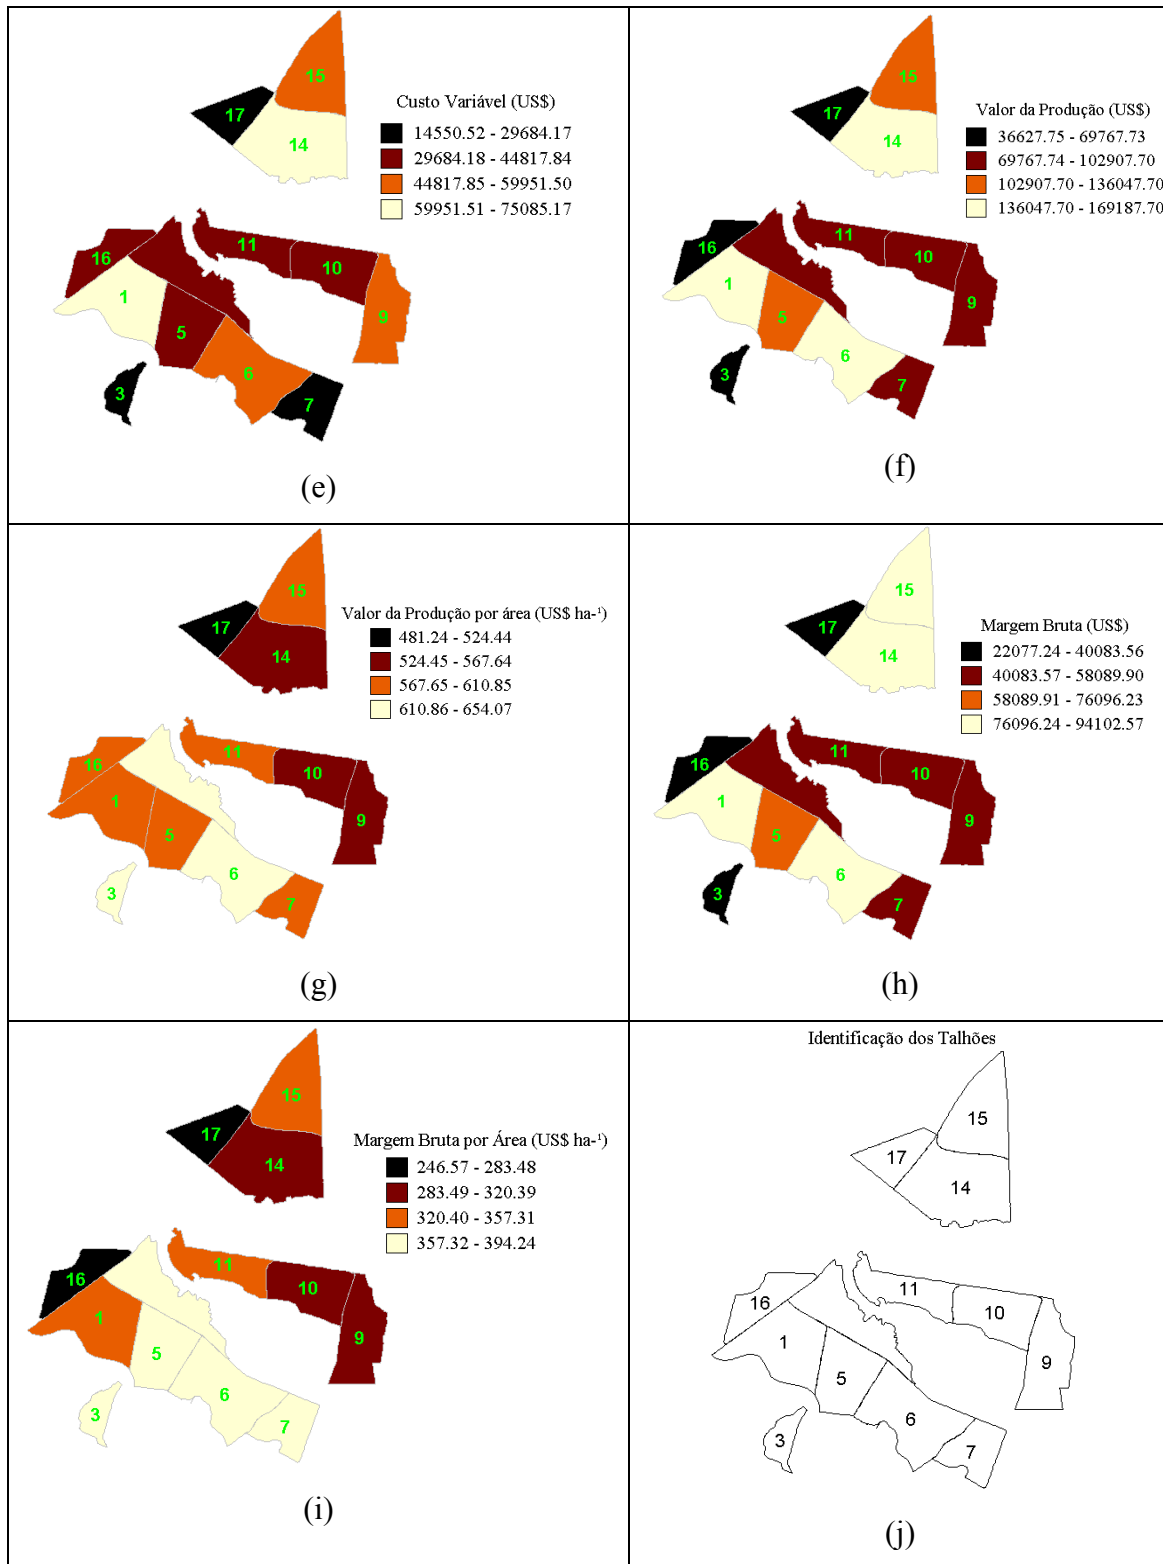 15
17
14
Custo Variável (US$)
14550.52 - 29684.17
29684.18 - 44817.84
44817.85 - 59951.50
59951.51 - 75085.17
16
11
10
1
5
9
6
3
7
(e)
15
17
14
Valor da Produção (US$)
36627.75 - 69767.73
69767.74 - 102907.70
102907.70 - 136047.70
136047.70 - 169187.70
16
11
10
1
5
9
6
3
7
(f)
15
17
14
Valor da Produção por área (US$ ha-¹)
481.24 - 524.44
524.45 - 567.64
567.65 - 610.85
610.86 - 654.07
16
11
10
1
5
9
6
3
7
(g)
15
17
14
Margem Bruta (US$)
22077.24 - 40083.56
40083.57 - 58089.90
58089.91 - 76096.23
76096.24 - 94102.57
16
11
10
1
5
9
6
3
7
(h)
15
17
14
Margem Bruta por Área (US$ ha-¹)
246.57 - 283.48
283.49 - 320.39
320.40 - 357.31
357.32 - 394.24
16
11
10
1
5
9
6
3
7
(i)
Identificação dos Talhões
15
17
14
16
11
10
1
5
9
6
3
7
(j)